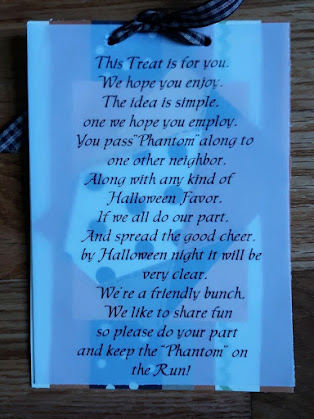 This Treat is for you.
We hope you enjoy.
The idea is simple,
one we hope you employ.
You pass "Phantom" along to
one other neighbor.
Along with any kind of
Halloween Favor.
If we all do our part,
And spread the good cheer,
by Halloween night it will be
very clear.
We're a friendly bunch,
We like to share fun
so please do your part
and keep the "Phantom" on
the Run!